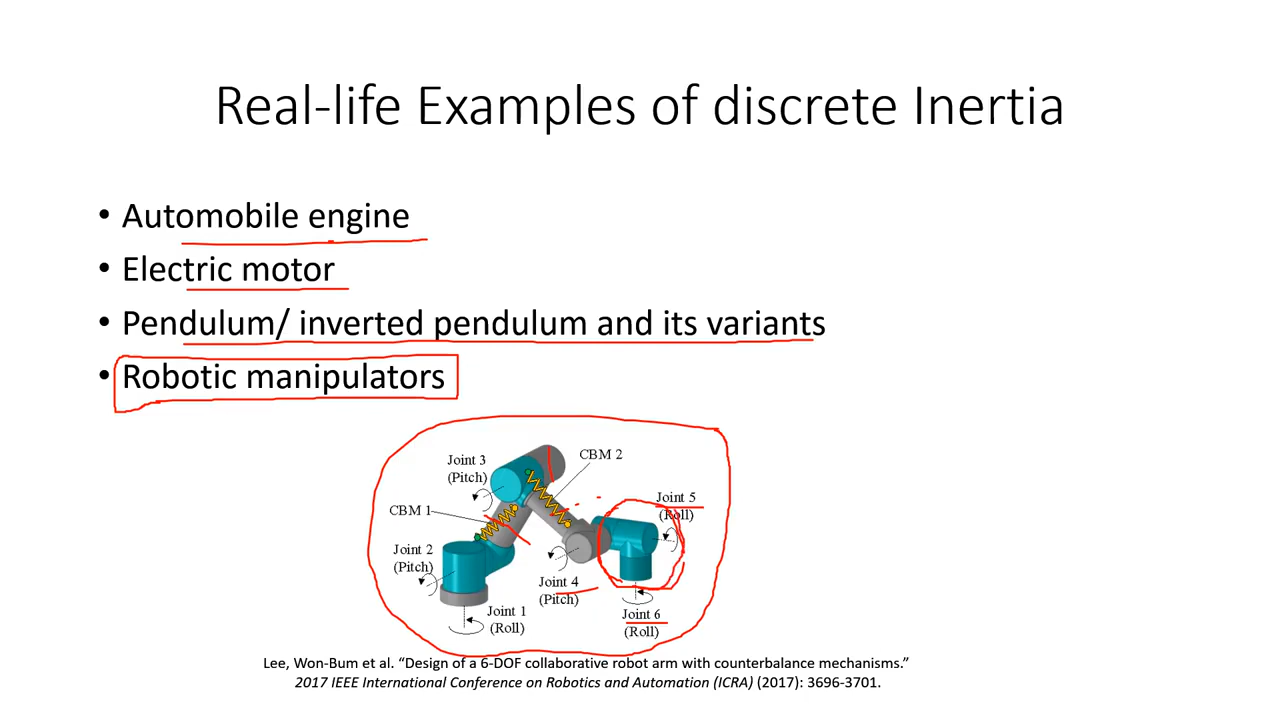 Real-life Examples of discrete Inertia
• Automobile engine
• Electric motor
• Pendulum/ inverted pendulum and its variants
• Robotic manipulators
Joint 3
(Pitch)
CBM 2
CBM 1
Joint 5
(Roll)
Joint 2
(Pitch)
Joint 4
(Pitch)
Joint 1
(Roll)
Joint 6
(Roll)
Lee, Won-Bum et al. “Design of a 6-DOF collaborative robot arm with counterbalance mechanisms.”
2017 IEEE International Conference on Robotics and Automation (ICRA) (2017): 3696-3701.